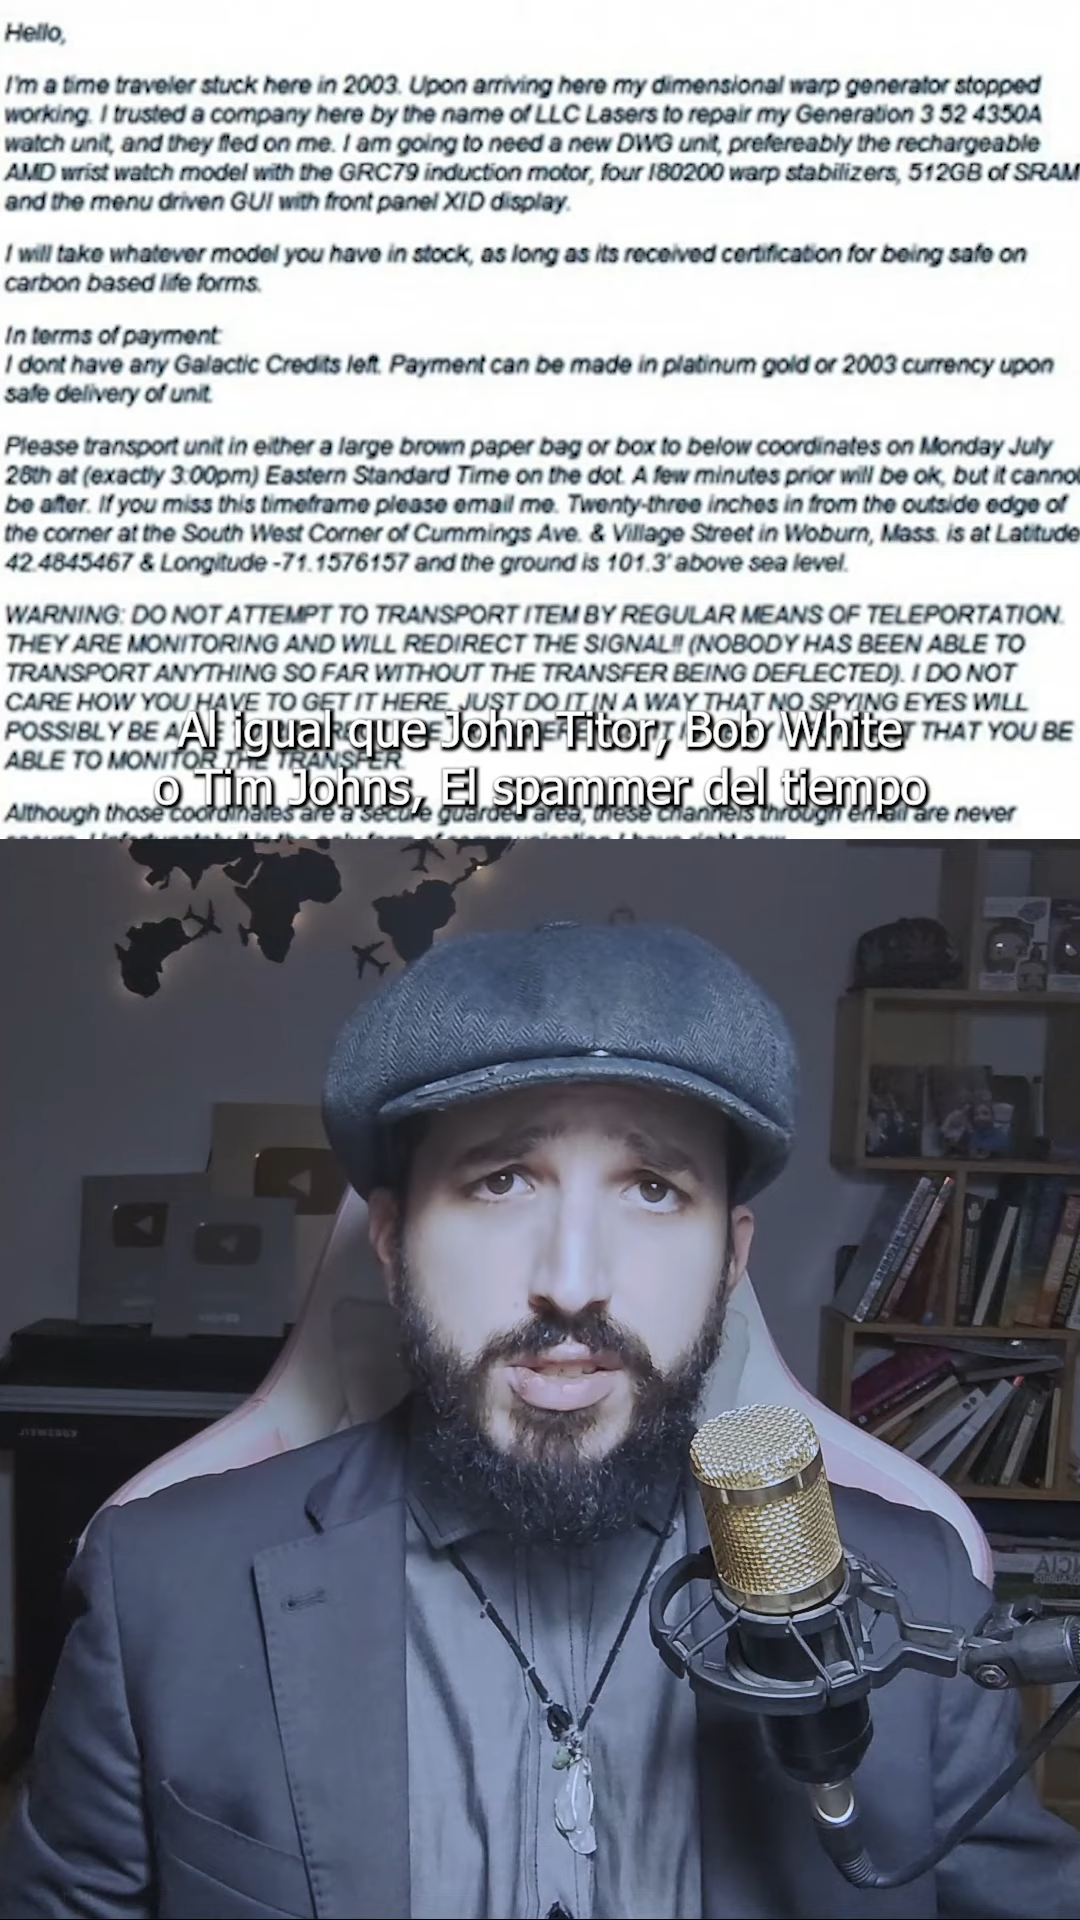 Hello,
I'm a time traveler stuck here in 2003. Upon arriving here my dimensional warp generator stopped
working. I trusted a company here by the name of LLC Lasers to repair my Generation 3 52 4350A
watch unit, and they fled on me. I am going to need a new DWG unit, prefereably the rechargeable
AMD wrist watch model with the GRC79 induction motor, four I80200 warp stabilizers, 512GB of SRAM
and the menu driven GUI with front panel XID display.
I will take whatever model you have in stock, as long as its received certification for being safe on
carbon based life forms.
In terms of payment:
I dont have any Galactic Credits left. Payment can be made in platinum gold or 2003 currency upon
safe delivery of unit.
Please transport unit in either a large brown paper bag or box to below coordinates on Monday July
28th at (exactly 3:00pm) Eastern Standard Time on the dot. A few minutes prior will be ok, but it cannot
be after. If you miss this timeframe please email me. Twenty-three inches in from the outside edge of
the corner at the South West Corner of Cummings Ave. & Village Street in Woburn, Mass. is at Latitude
42.4845467 & Longitude -71.1576157 and the ground is 101.3' above sea level.
WARNING: DO NOT ATTEMPT TO TRANSPORT ITEM BY REGULAR MEANS OF TELEPORTATION.
THEY ARE MONITORING AND WILL REDIRECT THE SIGNAL!! (NOBODY HAS BEEN ABLE TO
TRANSPORT ANYTHING SO FAR WITHOUT THE TRANSFER BEING DEFLECTED). I DO NOT
CARE HOW YOU HAVE TO GET IT HERE, JUST DO IT IN A WAY THAT NO SPYING EYES WILL
POSSIBLY BE THAT YOU BE
ABLE TO MONITOR THE TRANSFER.
Al igual que John Titor, Bob White
o Tim Johns, El spammer del tiempo
Although those coordinates are a secure guarded area, these channels through email are never